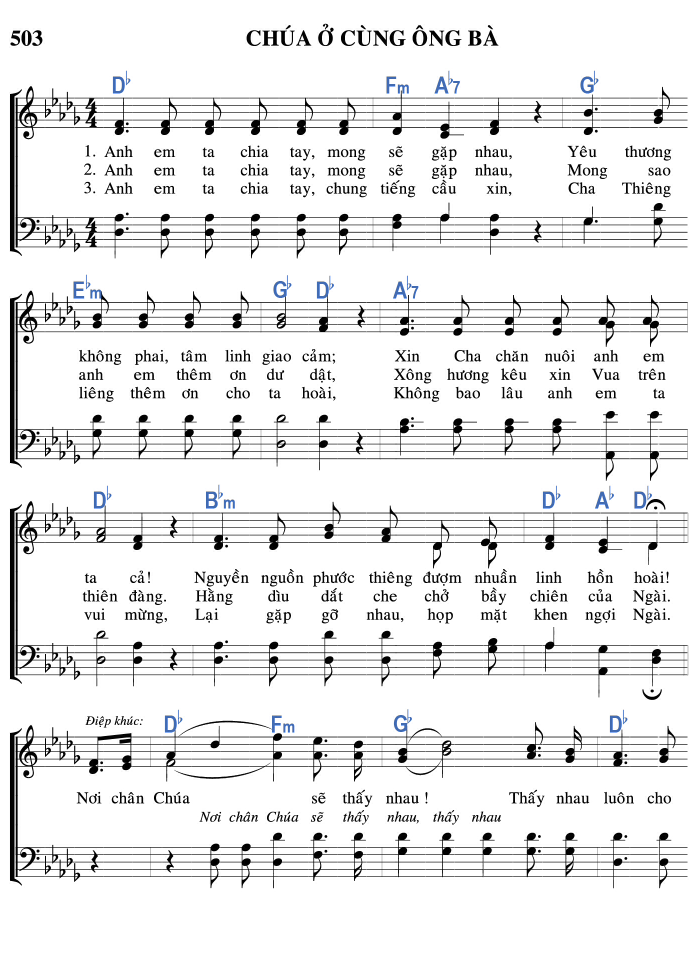 503 CHÚA Ở CÙNG ÔNG BÀ
D♭ Fm A♭7 G♭
4/4
1. Anh em ta chia tay, mong sẽ gặp nhau, Yêu thương
2. Anh em ta chia tay, mong sẽ gặp nhau, Mong sao
3. Anh em ta chia tay, chung tiếng cầu xin, Cha Thiêng
4/4
E♭m G♭ D♭ A♭7
không phai, tâm linh giao cảm; Xin Cha chăn nuôi anh em
anh em thêm ơn dư dật, Xông hương kêu xin Vua trên
liêng thêm ơn cho ta hoài, Không bao lâu anh em ta
D♭ B♭m D♭ A♭ D♭
ta cả! Nguyền nguồn phước thiêng đượm nhuần linh hồn hoài!
thiên đàng. Hằng dìu dắt che chở bầy chiên của Ngài.
vui mừng, Lại gặp gỡ nhau, họp mặt khen ngợi Ngài.
Điệp khúc: D♭ Fm G♭ D♭
Nơi chân Chúa sẽ thấy nhau ! Thấy nhau luôn cho
Nơi chân Chúa sẽ thấy nhau, thấy nhau